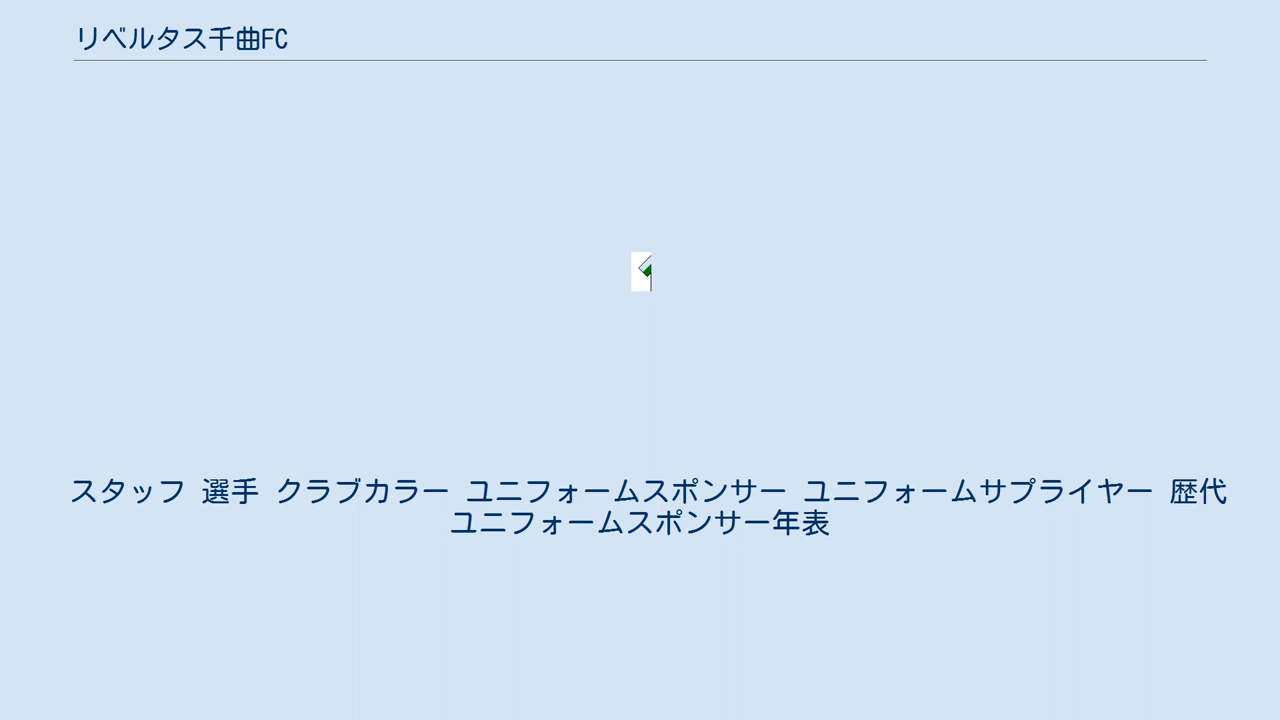 リベルタス千曲FC
スタッフ 選手 クラブカラー ユニフォームスポンサー ユニフォームサプライヤー 歴代
ユニフォームスポンサー年表